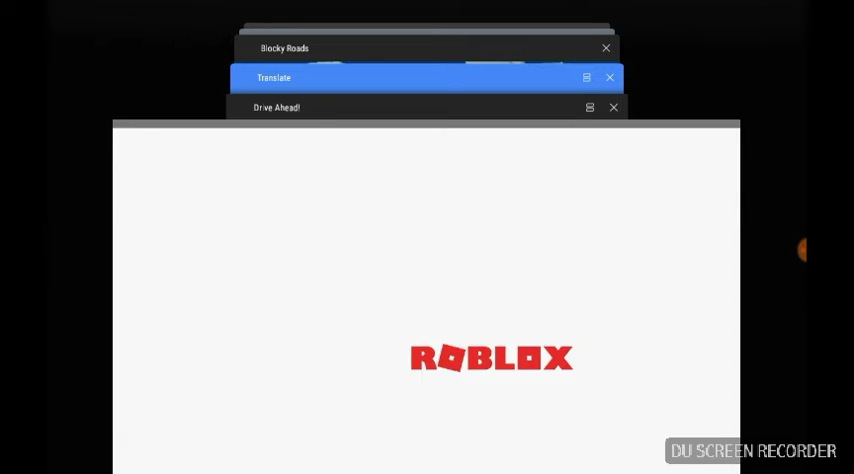 Blocky Roads
Translate
Drive Ahead!
ROBLOX
DU SCREEN RECORDER